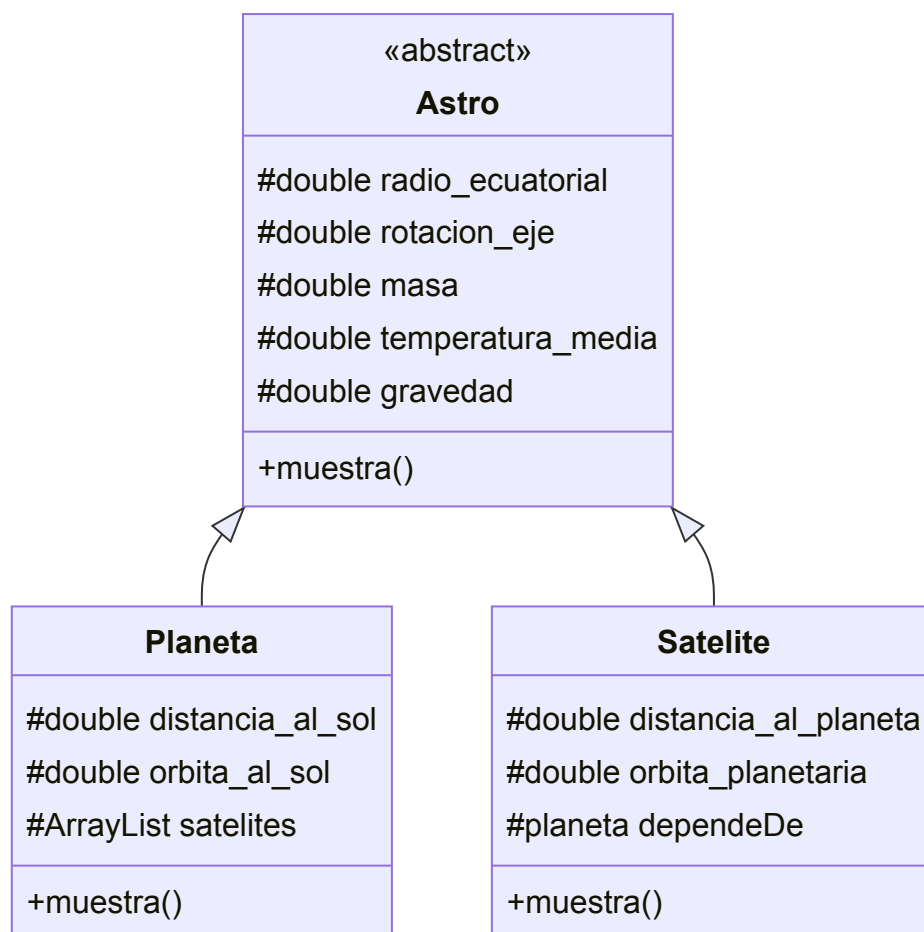 «abstract»
Astro
#double radio_ecuatorial
#double rotacion_eje
#double masa
#double temperatura_media
#double gravedad
+muestra()
Planeta
#double distancia_al_sol
#double orbita_al_sol
#ArrayList satelites
+muestra()
Satelite
#double distancia_al_planeta
#double orbita_planetaria
#planeta dependeDe
+muestra()